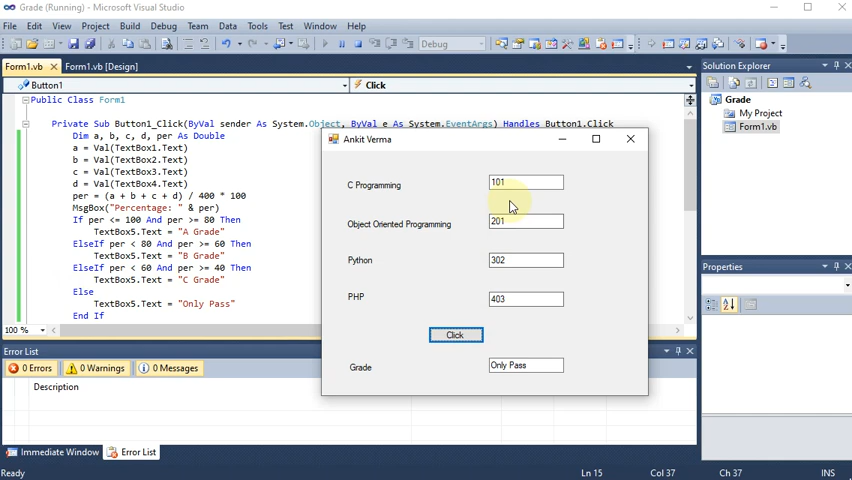 Grade (Running) - Microsoft Visual Studio
File Edit View Project Build Debug Team Data Tools Test Window Help
Debug
Form1.vb Form1.vb [Design]
Button1 Click
Public Class Form1
Private Sub Button1_Click(ByVal sender As System.Object, ByVal e As System.EventArgs) Handles Button1.Click
Dim a, b, c, d, per As Double
a = Val(TextBox1.Text)
b = Val(TextBox2.Text)
c = Val(TextBox3.Text)
d = Val(TextBox4.Text)
per = (a + b + c + d) / 400 * 100
MsgBox("Percentage: " & per)
If per <= 100 And per >= 80 Then
TextBox5.Text = "A Grade"
ElseIf per < 80 And per >= 60 Then
TextBox5.Text = "B Grade"
ElseIf per < 60 And per >= 40 Then
TextBox5.Text = "C Grade"
Else
TextBox5.Text = "Only Pass"
End If
100 %
Ankit Verma
C Programming 101
Object Oriented Programming 201
Python 302
PHP 403
Click
Grade Only Pass
Solution Explorer
Grade
My Project
Form1.vb
Properties
Error List
0 Errors 0 Warnings 0 Messages
Description
Immediate Window Error List
Ready Ln 15 Col 37 Ch 37 INS